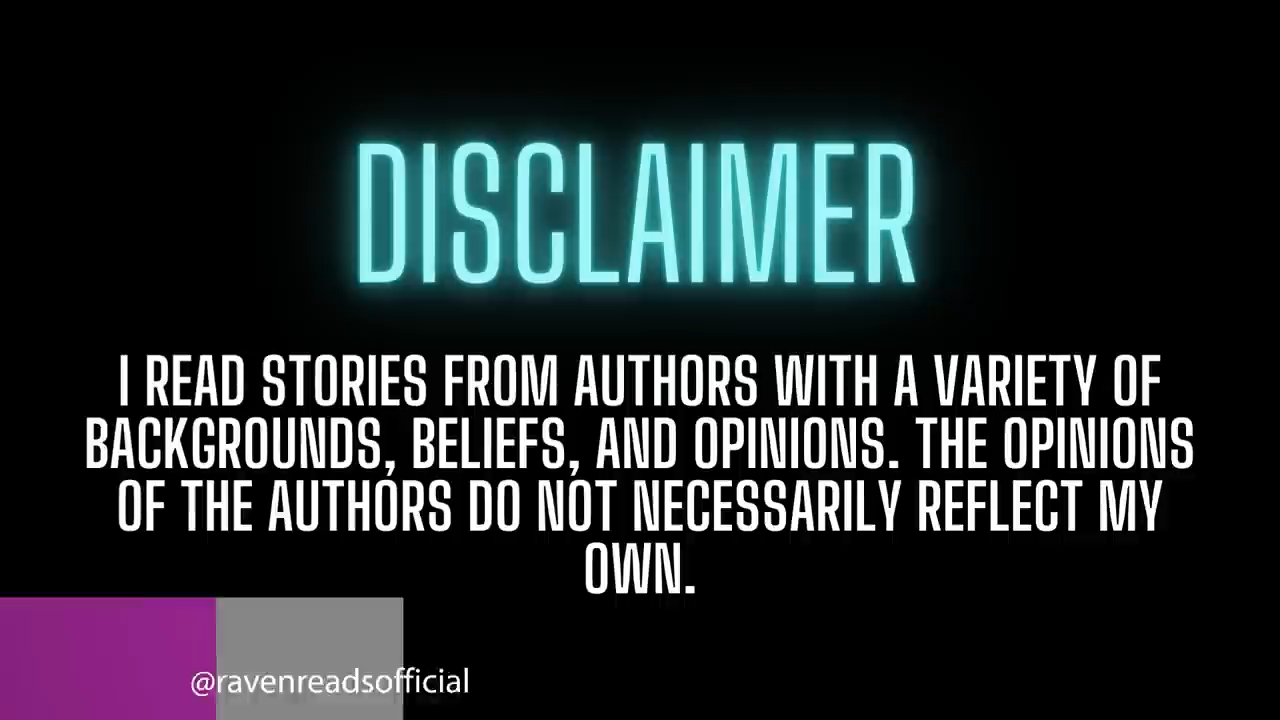 DISCLAIMER
I READ STORIES FROM AUTHORS WITH A VARIETY OF
BACKGROUNDS, BELIEFS, AND OPINIONS. THE OPINIONS
OF THE AUTHORS DO NOT NECESSARILY REFLECT MY
OWN.
@ravenreadsofficial